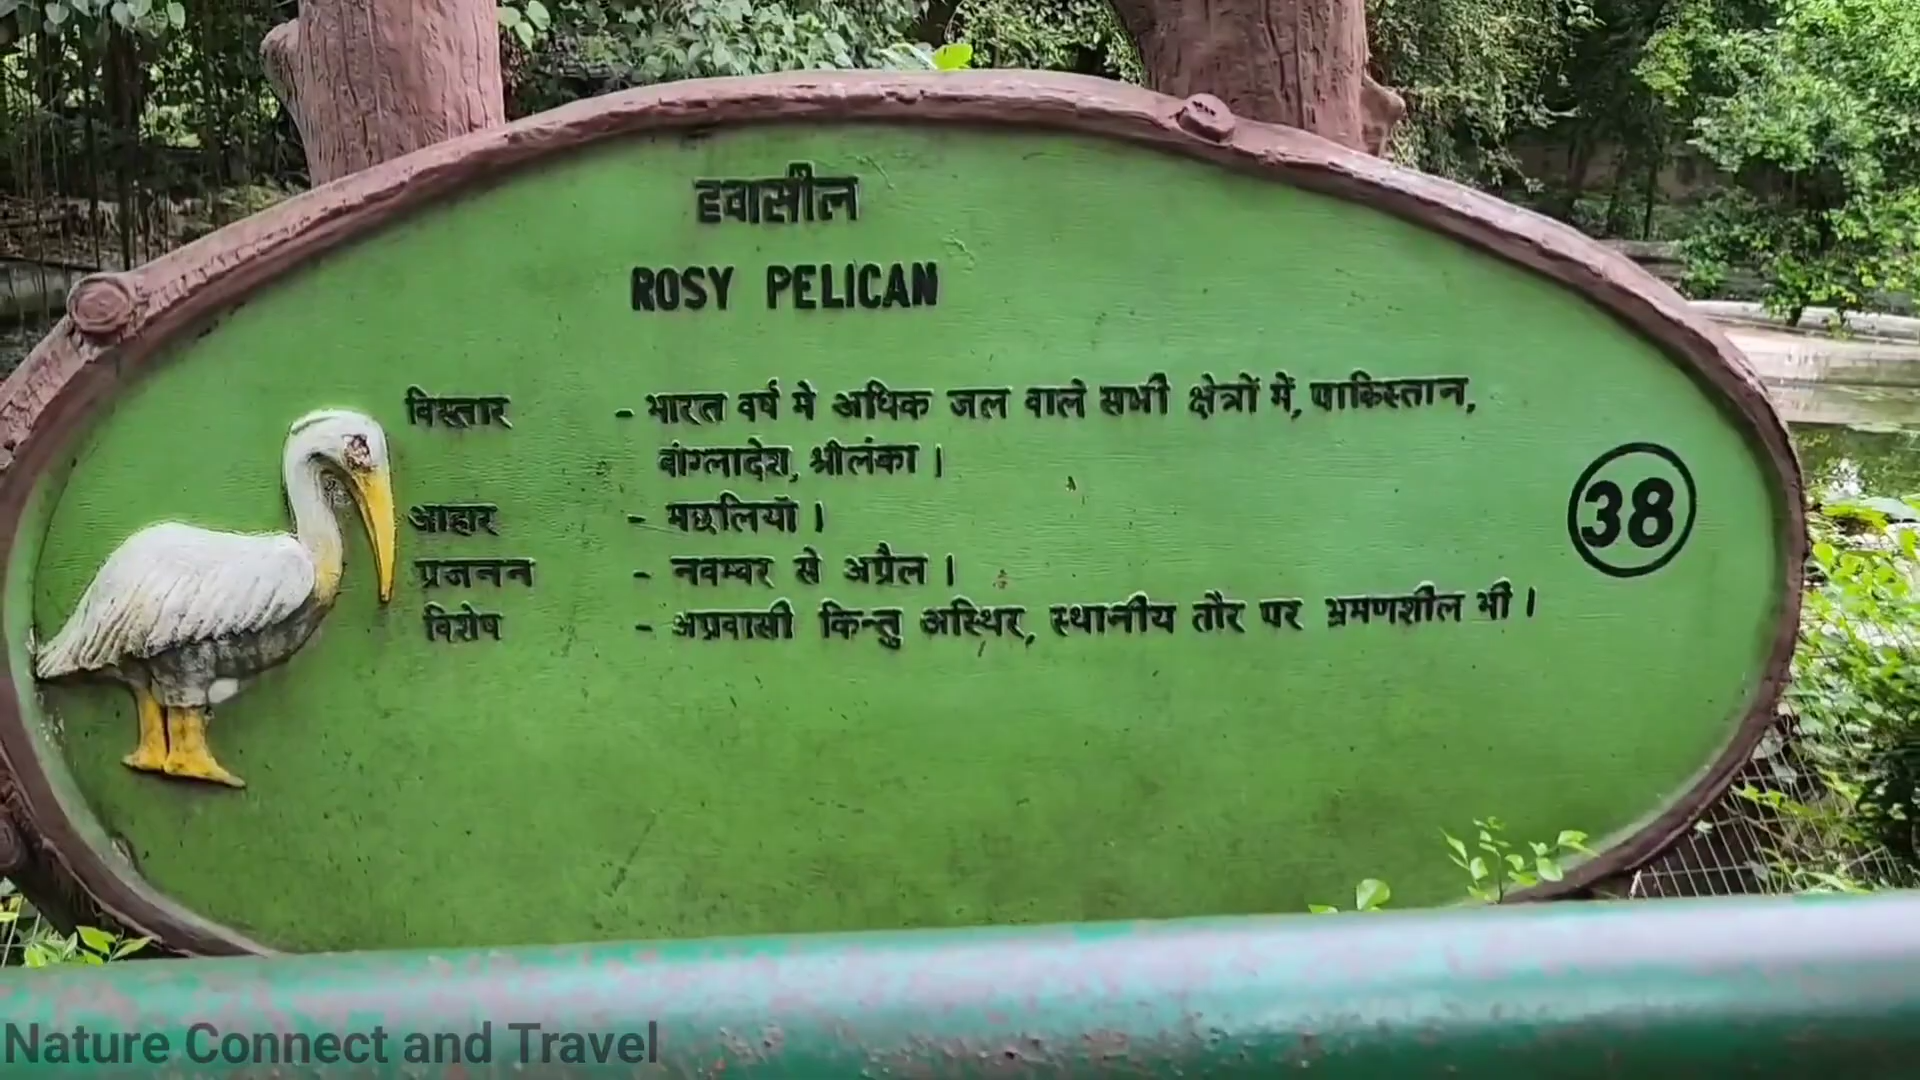 हवासील
ROSY PELICAN
विस्तार - भारत वर्ष मे अधिक जल वाले सभी क्षेत्रों में, पाकिस्तान,
बांग्लादेश, श्रीलंका ।
आहार - मछलियाॅ ।
प्रजनन - नवम्बर से अप्रैल ।
विशेष - अप्रवासी किन्तु अस्थिर, स्थानीय तौर पर भ्रमणशील भी ।
38
Nature Connect and Travel